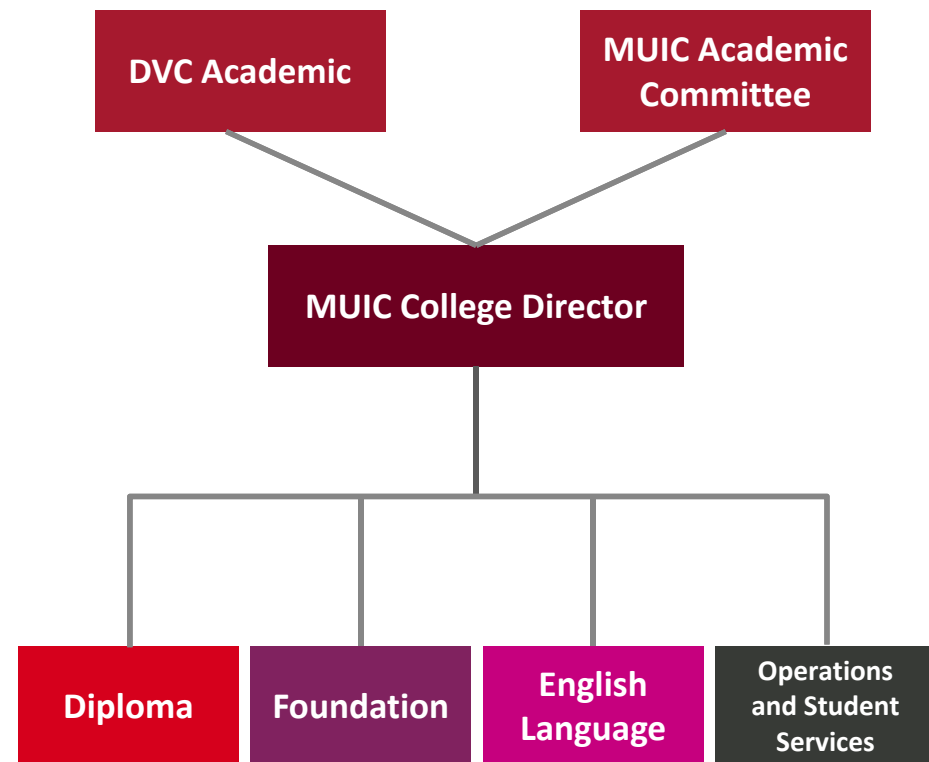 DVC Academic
MUIC Academic
Committee
MUIC College Director
Diploma
Foundation
English
Language
Operations
and Student
Services